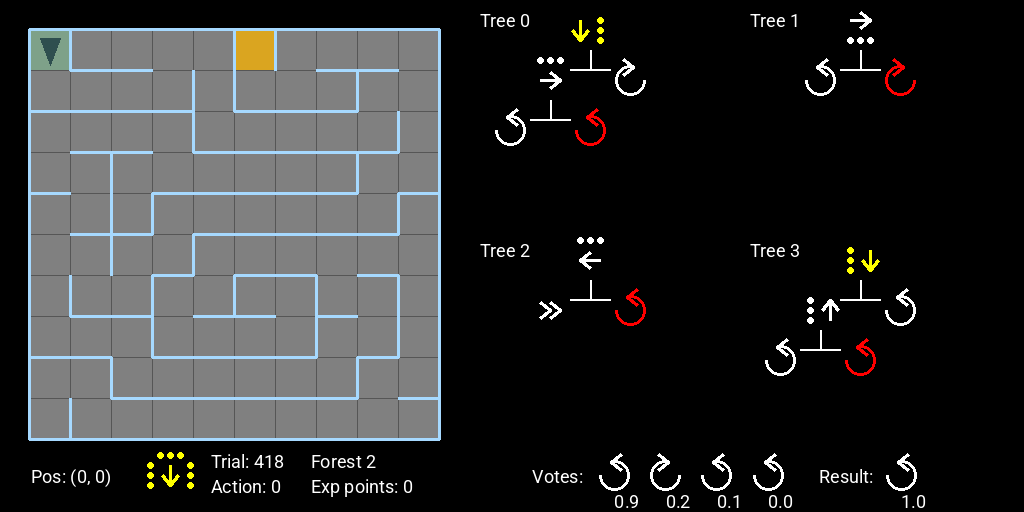 Tree 0
Tree 1
Tree 2
Tree 3
Pos: (0, 0)
Trial: 418
Forest 2
Action: 0
Exp points: 0
Votes:
0.9
0.2
0.1
0.0
Result:
1.0